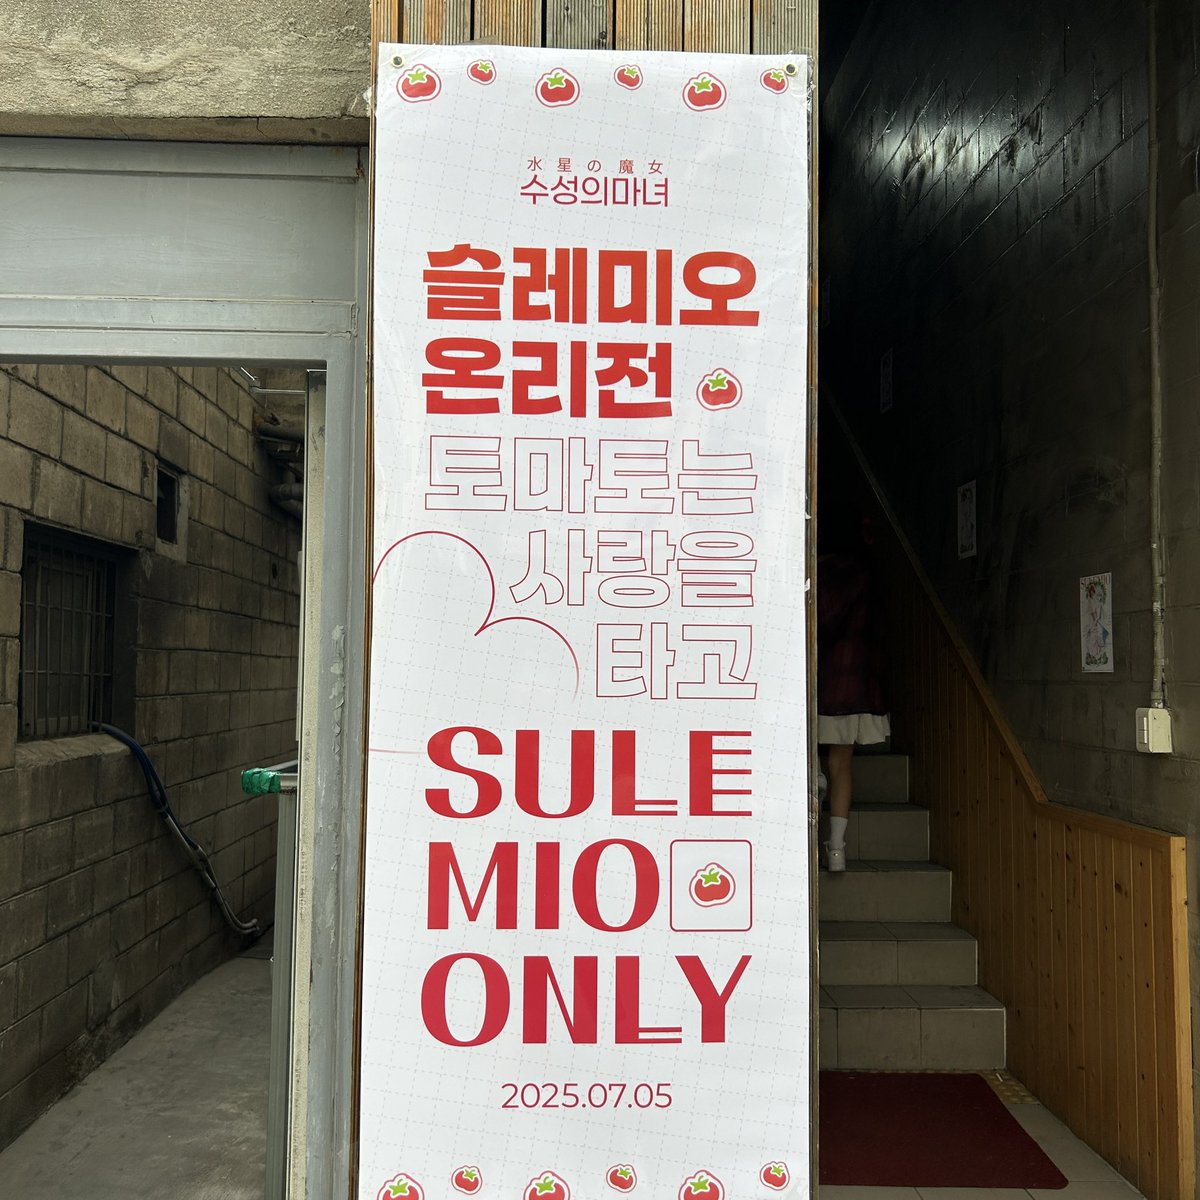 水星の魔女
수성의마녀
슬레미오
온리전
토마토는
사랑을
타고
SULE
MIO
ONLY
2025.07.05